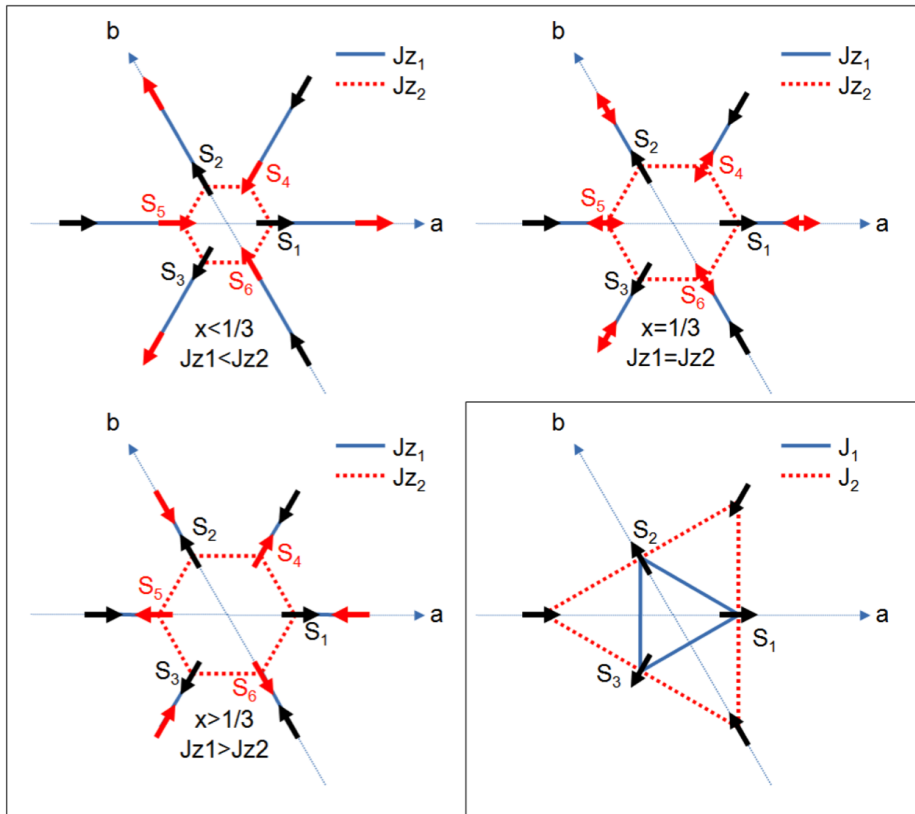 b
Jz₁
Jz₂
S₂
S₄
S₅
a
S₁
S₃
S₆
x<1/3
Jz1<Jz2
b
Jz₁
Jz₂
S₂
S₄
S₅
a
S₁
S₃
S₆
x=1/3
Jz1=Jz2
b
Jz₁
Jz₂
S₂
S₄
S₅
a
S₁
S₃
S₆
x>1/3
Jz1>Jz2
b
J₁
J₂
S₂
a
S₁
S₃